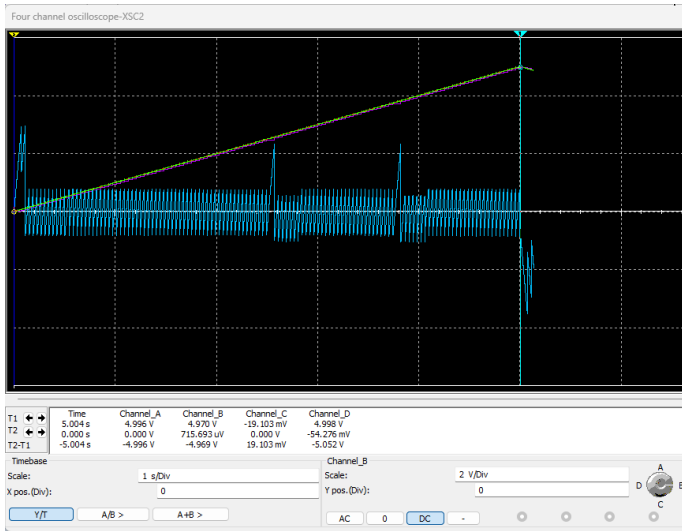 Four channel oscilloscope-XSC2
1
Time Channel_A Channel_B Channel_C Channel_D
T1 5.004 s 4.996 V 4.970 V -19.103 mV 4.998 V
T2 0.000 s 0.000 V 715.693 uV 0.000 V -54.276 mV
T2-T1 -5.004 s -4.996 V -4.969 V 19.103 mV -5.052 V
Timebase Channel_B
Scale: 1 s/Div Scale: 2 V/Div
X pos.(Div): 0 Y pos.(Div): 0
A
D B
C
Y/T A/B > A+B > AC 0 DC -